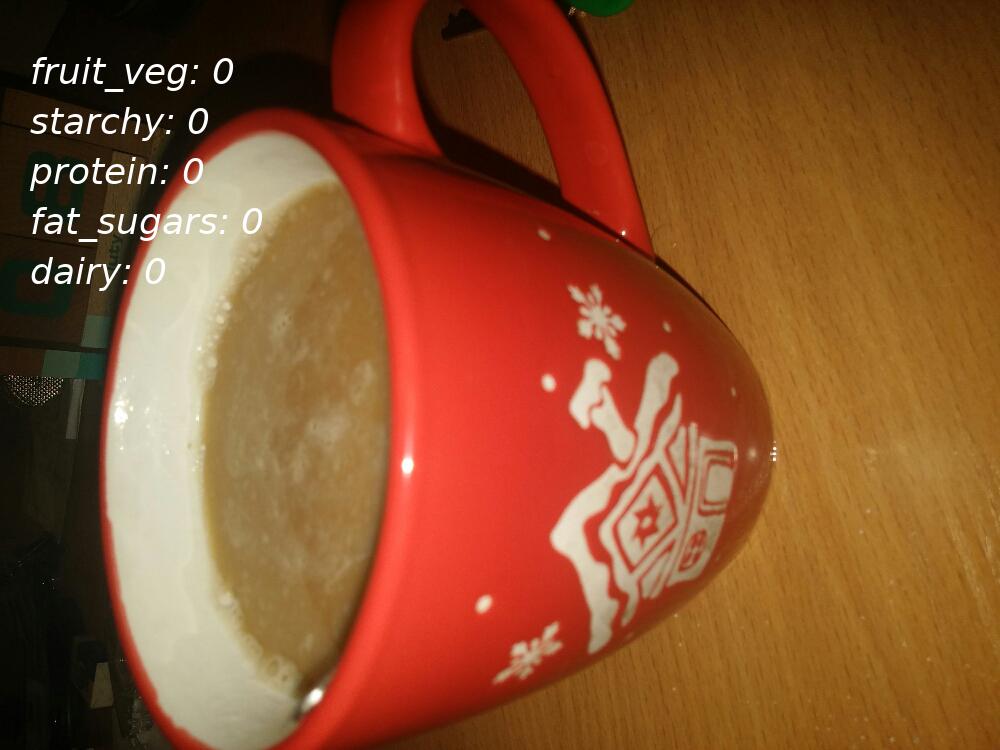 fruit_veg: 0
starchy: 0
protein: 0
fat_sugars: 0
dairy: 0